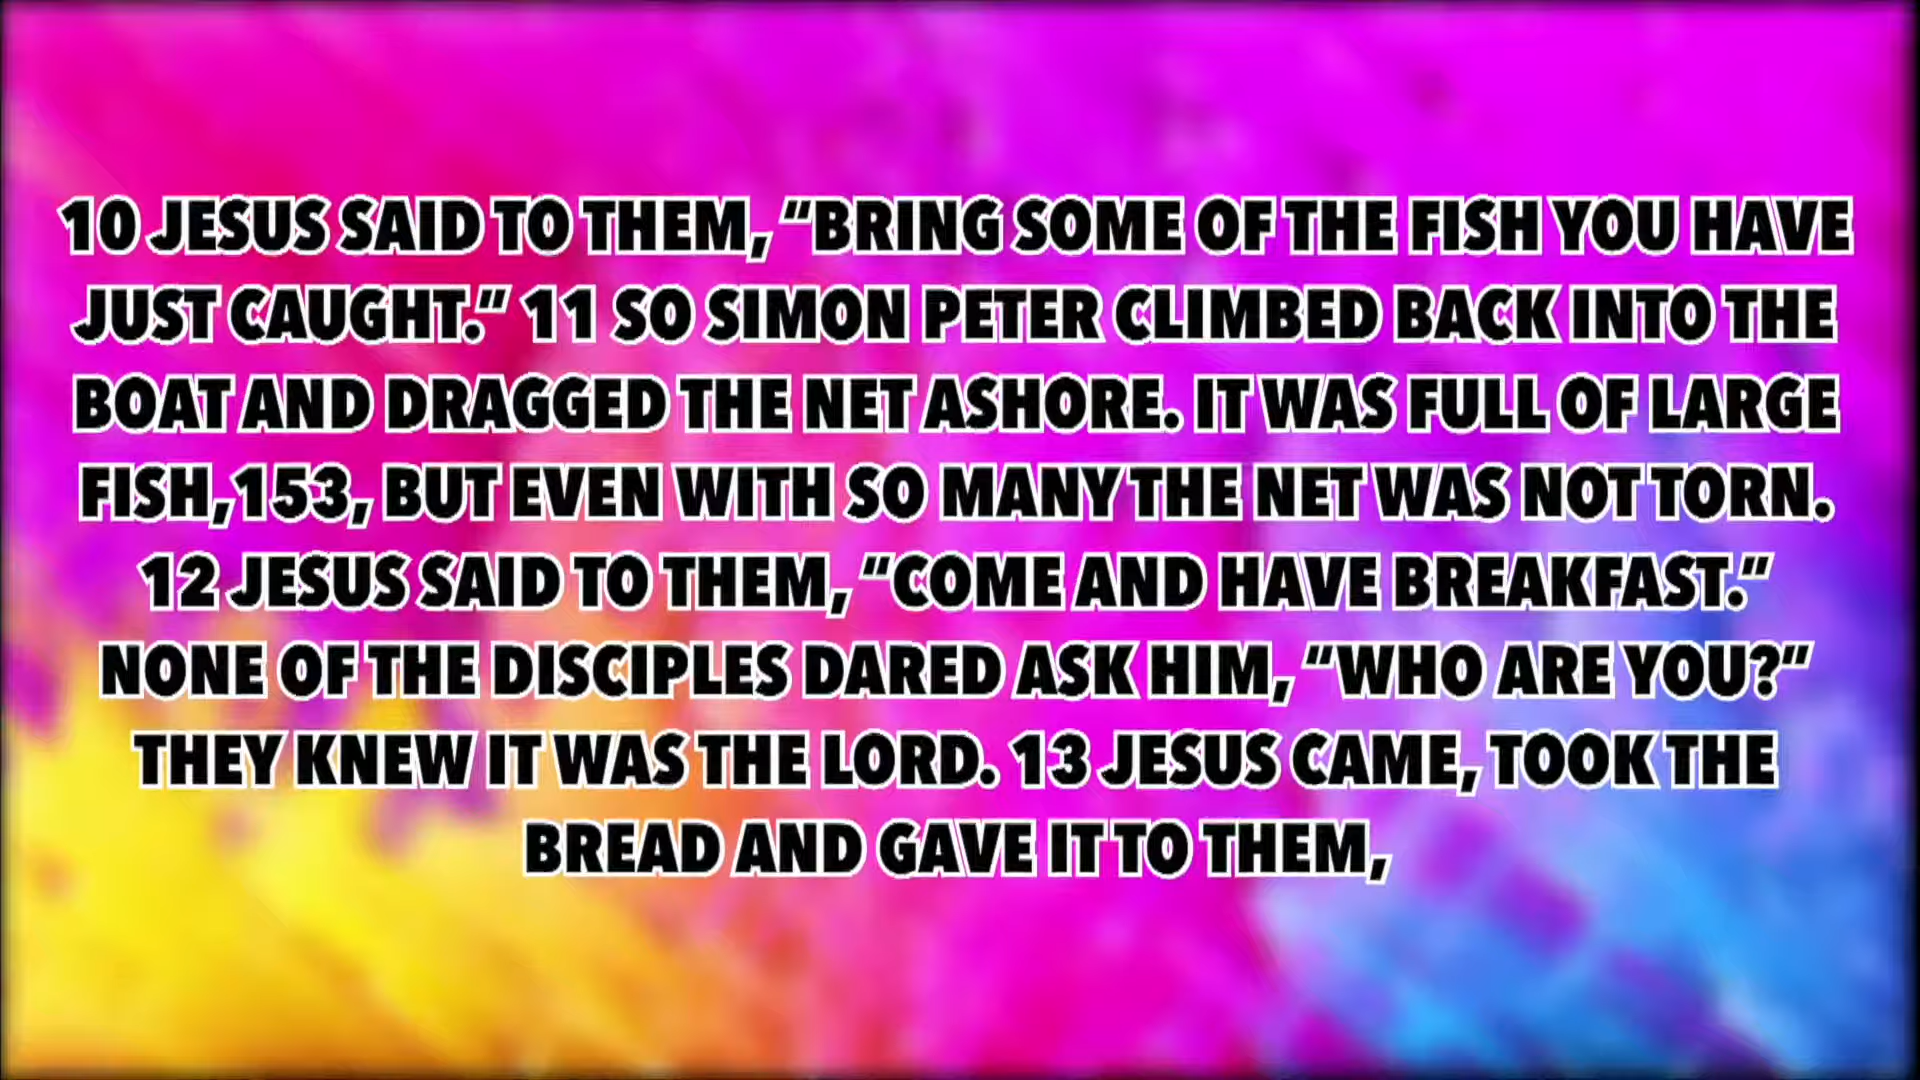 10 JESUS SAID TO THEM, “BRING SOME OF THE FISH YOU HAVE
JUST CAUGHT.” 11 SO SIMON PETER CLIMBED BACK INTO THE
BOAT AND DRAGGED THE NET ASHORE. IT WAS FULL OF LARGE
FISH,153, BUT EVEN WITH SO MANY THE NET WAS NOT TORN.
12 JESUS SAID TO THEM, “COME AND HAVE BREAKFAST.”
NONE OF THE DISCIPLES DARED ASK HIM, “WHO ARE YOU?”
THEY KNEW IT WAS THE LORD. 13 JESUS CAME, TOOK THE
BREAD AND GAVE IT TO THEM,